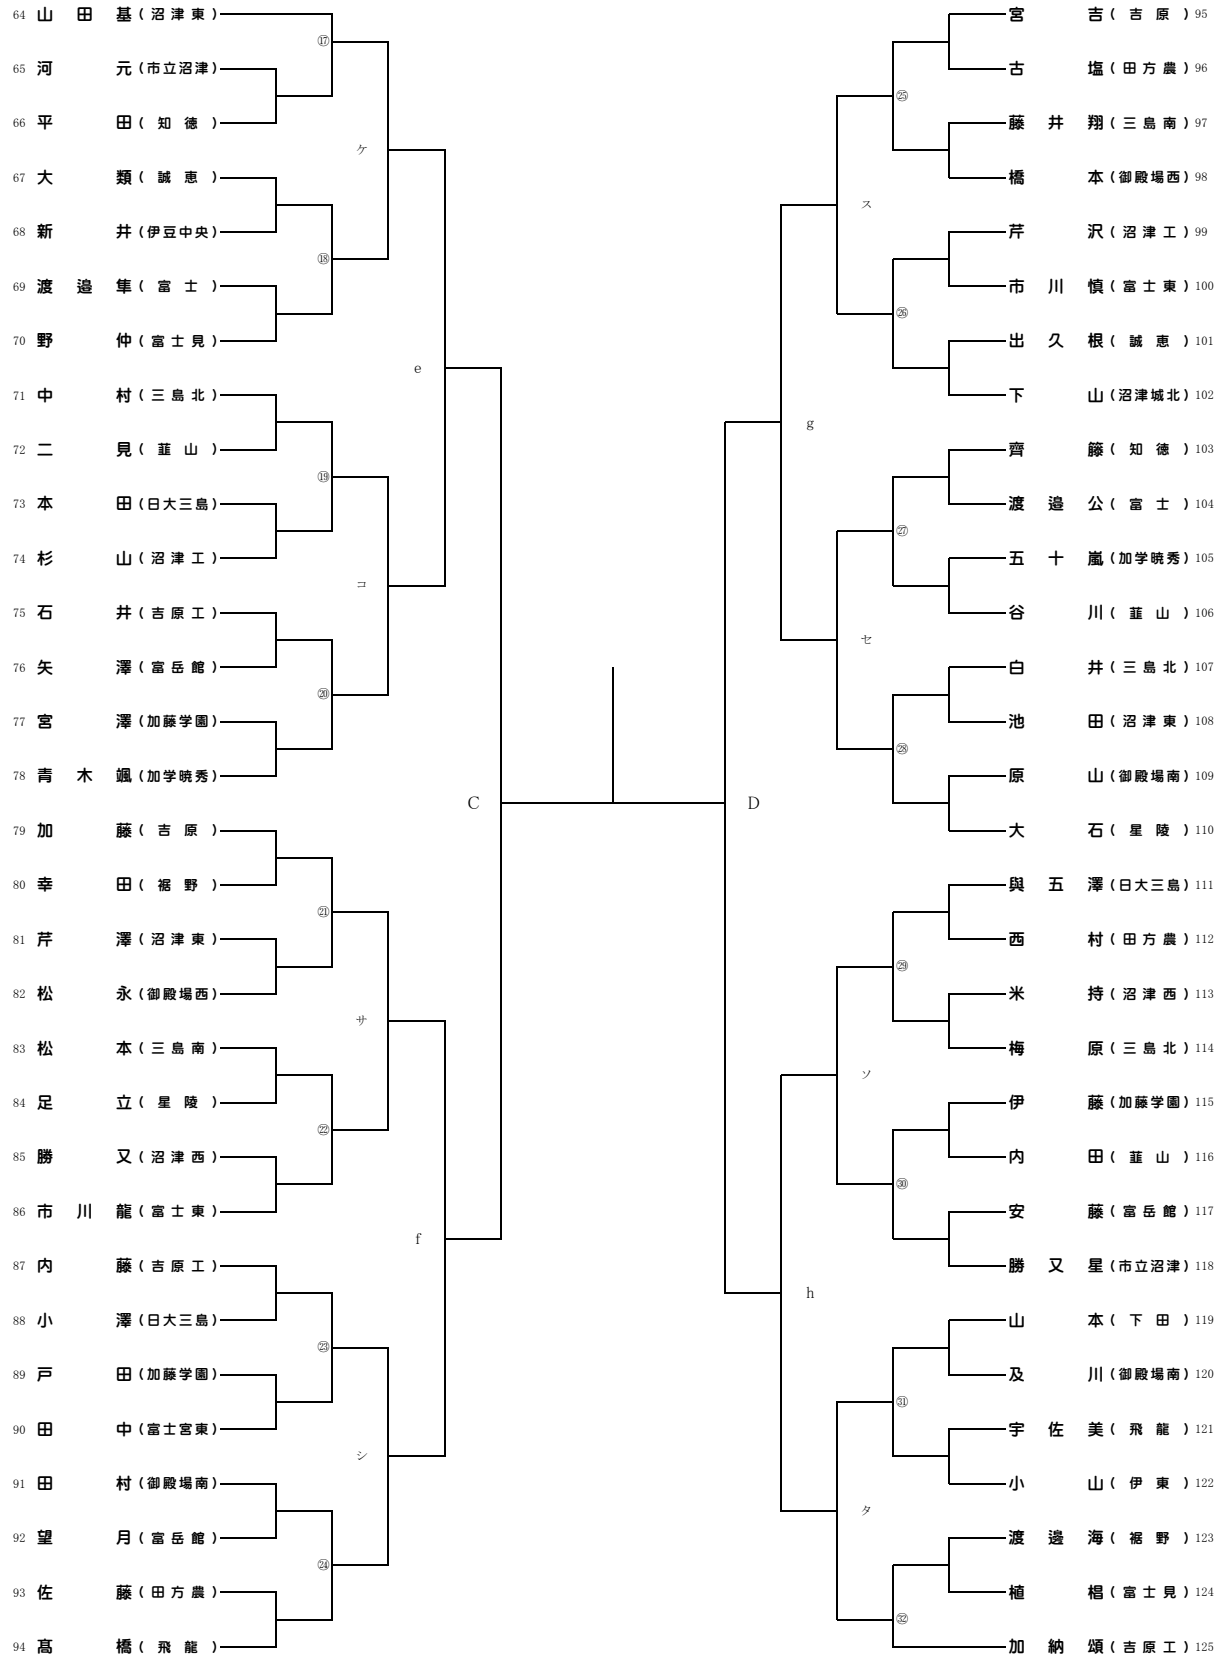 64 山田基(沼津東)
⑰
65 河元(市立沼津)
66 平田(知徳)
ケ
67 大類(誠恵)
68 新井(伊豆中央)
⑱
69 渡邉隼(富士)
70 野仲(富士見)
e
71 中村(三島北)
72 二見(韮山)
⑲
73 本田(日大三島)
74 杉山(沼津工)
コ
75 石井(吉原工)
76 矢澤(富岳館)
⑳
77 宮澤(加藤学園)
78 青木颯(加学暁秀)
C
79 加藤(吉原)
80 幸田(裾野)
㉑
81 芹澤(沼津東)
82 松永(御殿場西)
サ
83 松本(三島南)
84 足立(星陵)
㉒
85 勝又(沼津西)
86 市川龍(富士東)
f
87 内藤(吉原工)
88 小澤(日大三島)
㉓
89 戸田(加藤学園)
90 田中(富士宮東)
シ
91 田村(御殿場南)
92 望月(富岳館)
㉔
93 佐藤(田方農)
94 髙橋(飛龍)
宮吉(吉原) 95
古塩(田方農) 96
㉕
藤井翔(三島南) 97
橋本(御殿場西) 98
ス
芹沢(沼津工) 99
市川慎(富士東) 100
㉖
出久根(誠恵) 101
下山(沼津城北) 102
g
齊籐(知徳) 103
渡邉公(富士) 104
㉗
五十嵐(加学暁秀) 105
谷川(韮山) 106
セ
白井(三島北) 107
池田(沼津東) 108
㉘
原山(御殿場南) 109
大石(星陵) 110
D
與五澤(日大三島) 111
西村(田方農) 112
㉙
米持(沼津西) 113
梅原(三島北) 114
ソ
伊藤(加藤学園) 115
内田(韮山) 116
㉚
安藤(富岳館) 117
勝又星(市立沼津) 118
h
山本(下田) 119
及川(御殿場南) 120
㉛
宇佐美(飛龍) 121
小山(伊東) 122
タ
渡邊海(裾野) 123
植椙(富士見) 124
㉜
加納頌(吉原工) 125